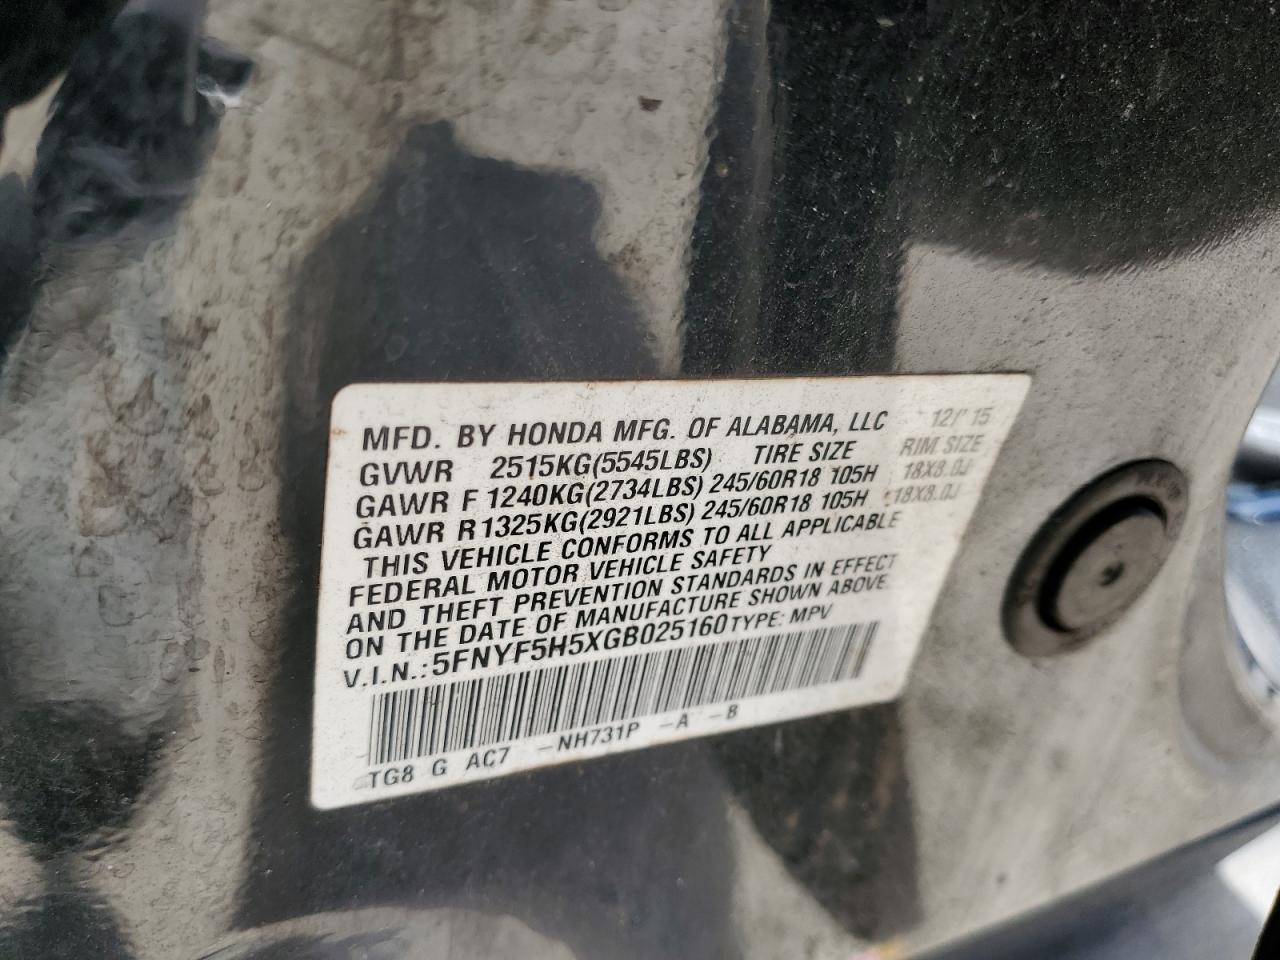 MFD. BY HONDA MFG. OF ALABAMA, LLC 12/' 15
GVWR 2515KG(5545LBS) TIRE SIZE RIM SIZE
GAWR F 1240KG(2734LBS) 245/60R18 105H 18X8.0J
GAWR R 1325KG(2921LBS) 245/60R18 105H 18X8.0J
THIS VEHICLE CONFORMS TO ALL APPLICABLE
FEDERAL MOTOR VEHICLE SAFETY
AND THEFT PREVENTION STANDARDS IN EFFECT
ON THE DATE OF MANUFACTURE SHOWN ABOVE.
V.I.N.: 5FNYF5H5XGB025160 TYPE: MPV
TG8 G AC7 -NH731P -A -B